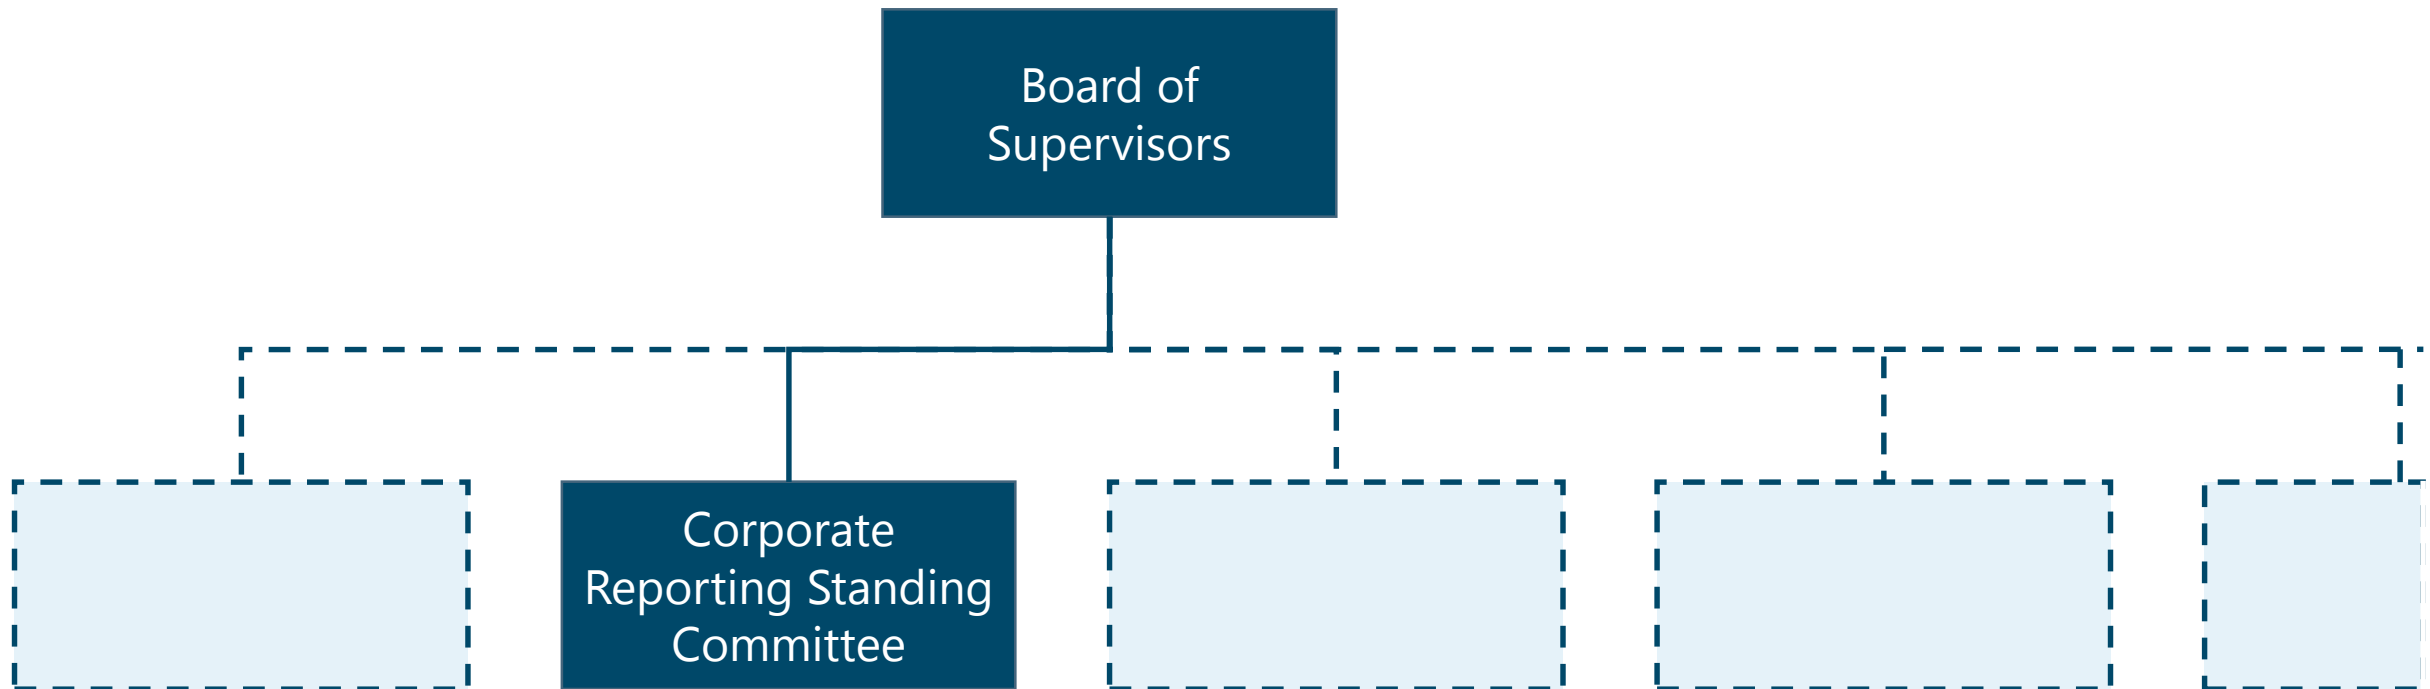 Board of
Supervisors
Corporate
Reporting Standing
Committee